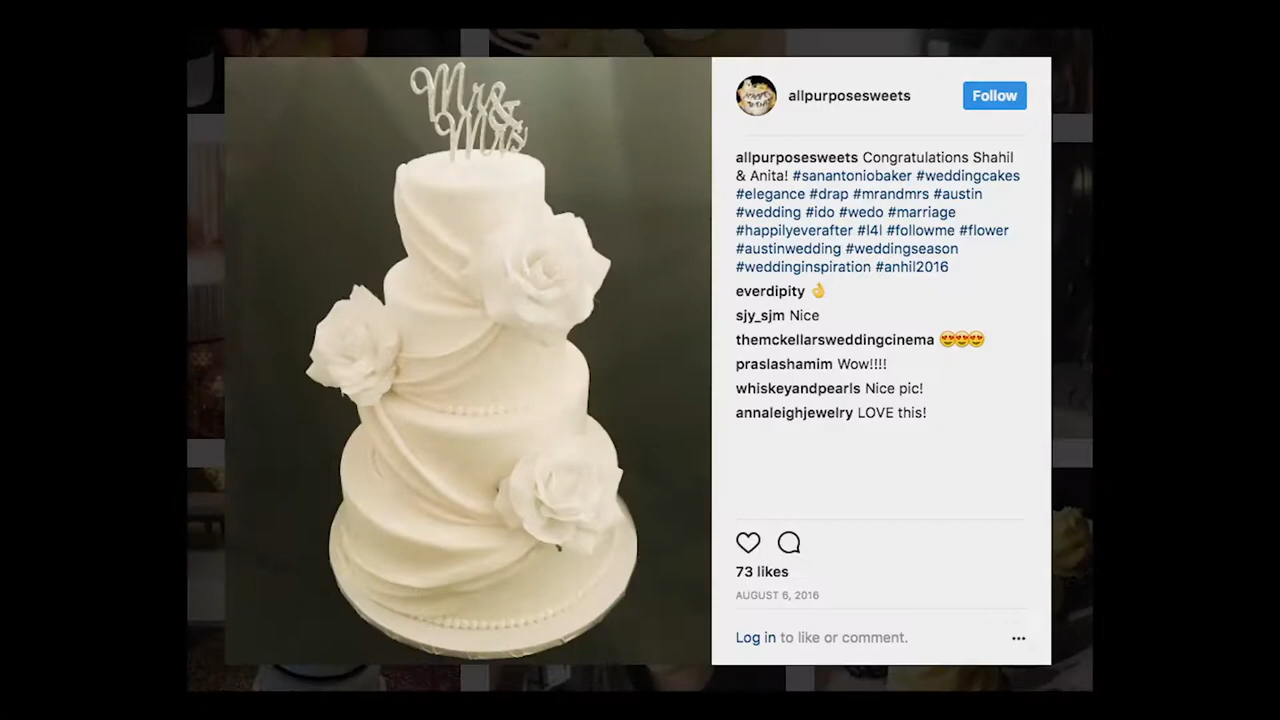 Mr &
Mrs
allpurposesweets
Follow
allpurposesweets Congratulations Shahil
& Anita! #sanantoniobaker #weddingcakes
#elegance #drap #mrandmrs #austin
#wedding #ido #wedo #marriage
#happilyeverafter #l4l #followme #flower
#austinwedding #weddingseason
#weddinginspiration #anhil2016
everdipity 👌
sjy_sjm Nice
themckellarsweddingcinema 😍😍😍
praslashamim Wow!!!!
whiskeyandpearls Nice pic!
annaleighjewelry LOVE this!
73 likes
AUGUST 6, 2016
Log in to like or comment.